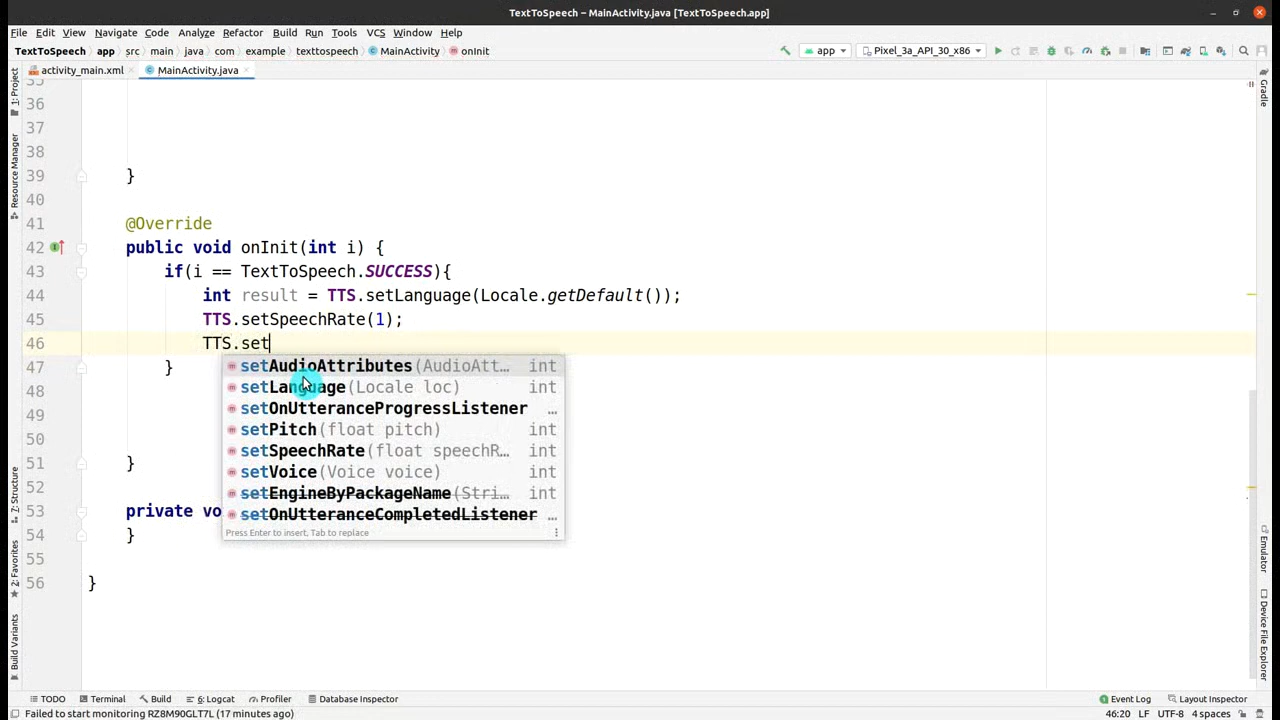 TextToSpeech – MainActivity.java [TextToSpeech.app]
File Edit View Navigate Code Analyze Refactor Build Run Tools VCS Window Help
TextToSpeech app src main java com example texttospeech MainActivity onInit app Pixel_3a_API_30_x86
activity_main.xml MainActivity.java
1: Project
Resource Manager
Z: Structure
2: Favorites
Build Variants
35
36
37
38
39 }
40
41 @Override
42 public void onInit(int i) {
43 if(i == TextToSpeech.SUCCESS){
44 int result = TTS.setLanguage(Locale.getDefault());
45 TTS.setSpeechRate(1);
46 TTS.set
47 }
48
49
50
51 }
52
53 private vo
54 }
55
56 }
setAudioAttributes(AudioAtt… int
setLanguage(Locale loc) int
setOnUtteranceProgressListener …
setPitch(float pitch) int
setSpeechRate(float speechR… int
setVoice(Voice voice) int
setEngineByPackageName(Stri… int
setOnUtteranceCompletedListener …
Press Enter to insert, Tab to replace
Gradle
Emulator
Device File Explorer
TODO Terminal Build 6: Logcat Profiler Database Inspector Event Log Layout Inspector
Failed to start monitoring RZ8M90GLT7L (17 minutes ago) 46:20 LF UTF-8 4 spaces